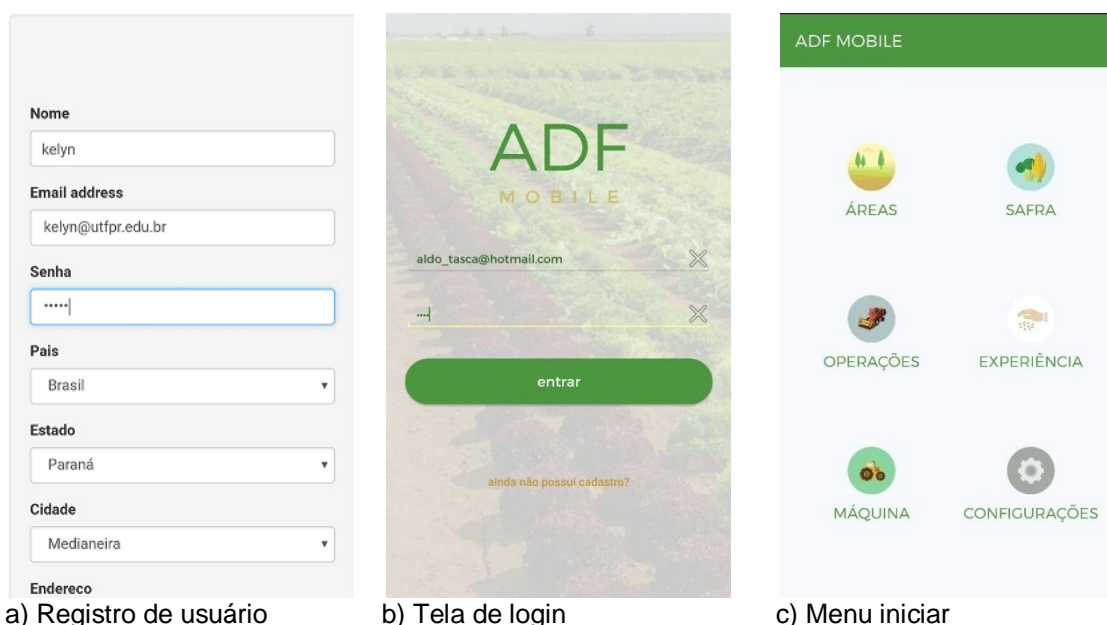 Nome
kelyn
Email address
kelyn@utfpr.edu.br
Senha
•••••
Pais
Brasil
Estado
Paraná
Cidade
Medianeira
Endereco
a) Registro de usuário
ADF
MOBILE
aldo_tasca@hotmail.com
••••
entrar
ainda não possui cadastro?
b) Tela de login
ADF MOBILE
ÁREAS SAFRA
OPERAÇÕES EXPERIÊNCIA
MÁQUINA CONFIGURAÇÕES
c) Menu iniciar